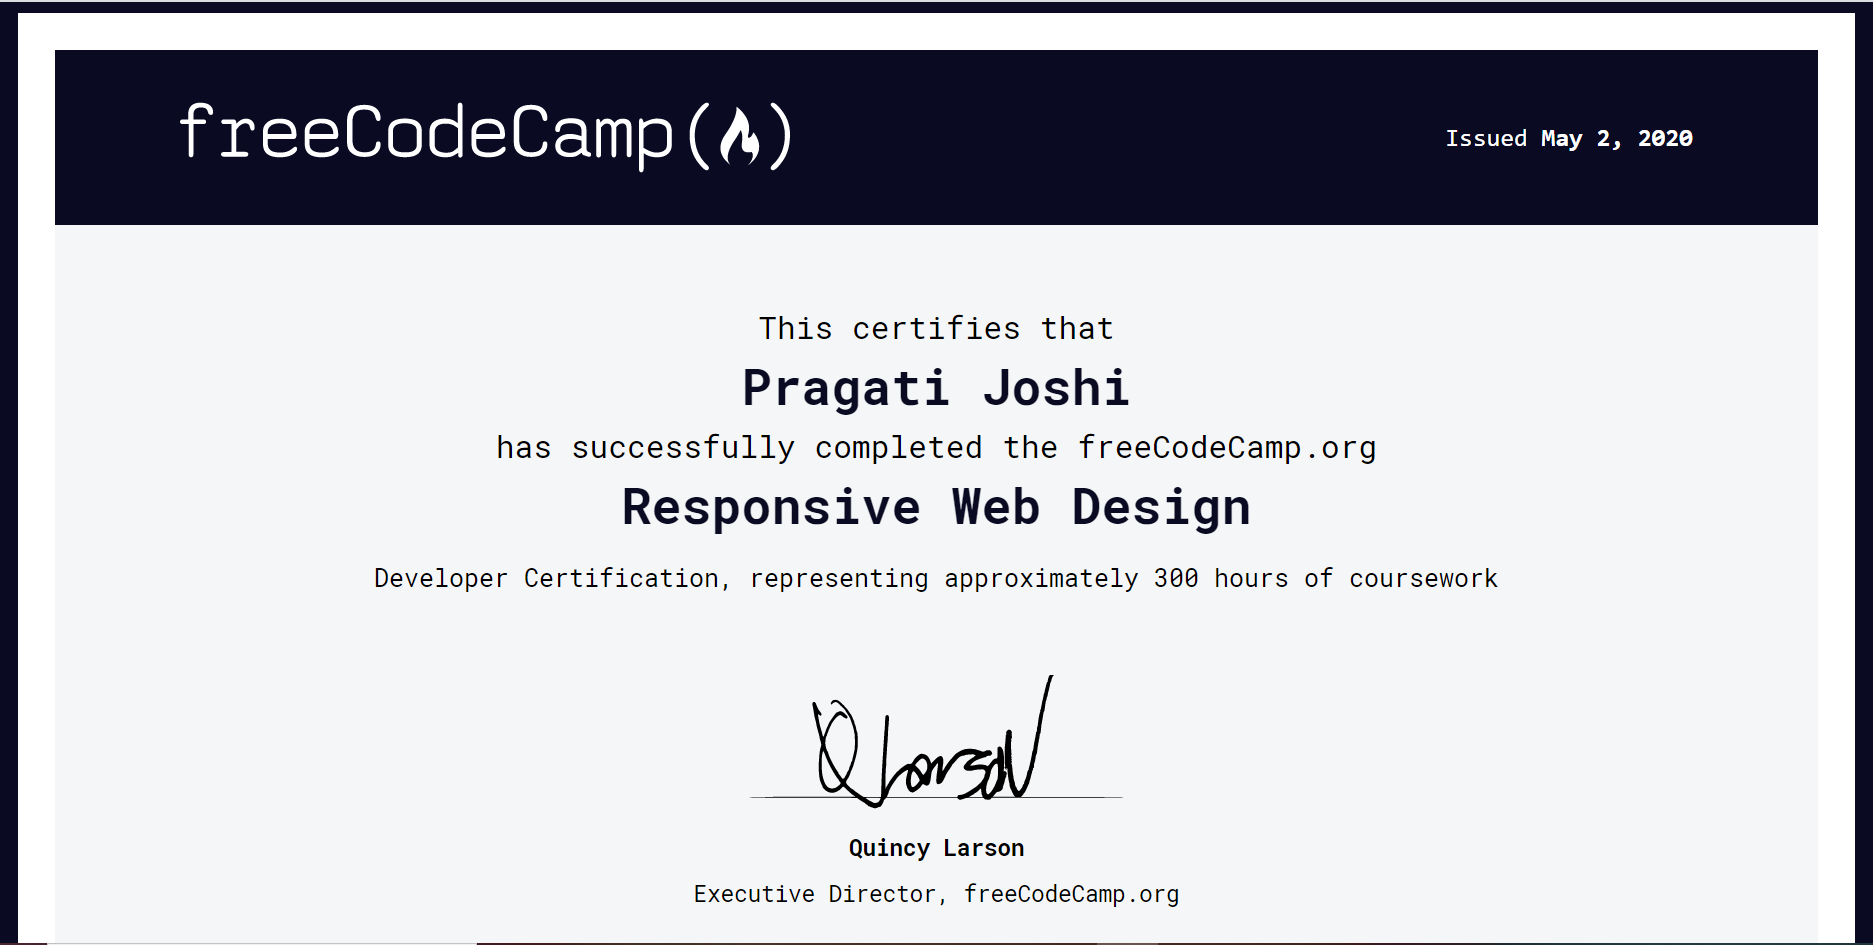 freeCodeCamp(🔥)
Issued May 2, 2020
This certifies that
Pragati Joshi
has successfully completed the freeCodeCamp.org
Responsive Web Design
Developer Certification, representing approximately 300 hours of coursework
Q Larson
Quincy Larson
Executive Director, freeCodeCamp.org